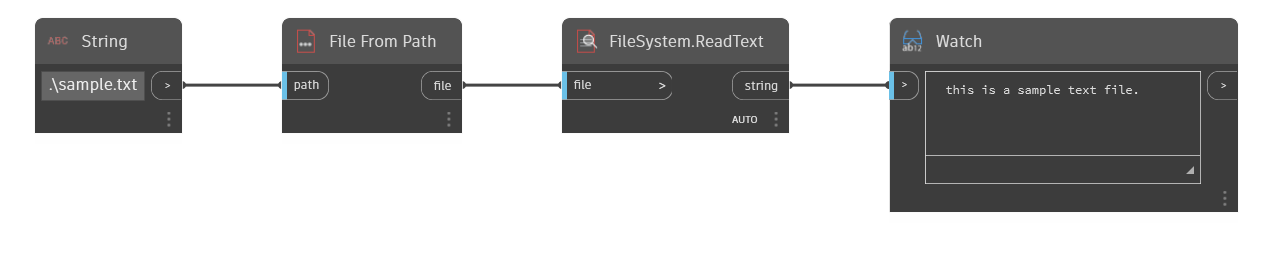 ABC String
.\sample.txt >
File From Path
path file
FileSystem.ReadText
file > string
AUTO
ab12 Watch
> this is a sample text file. >